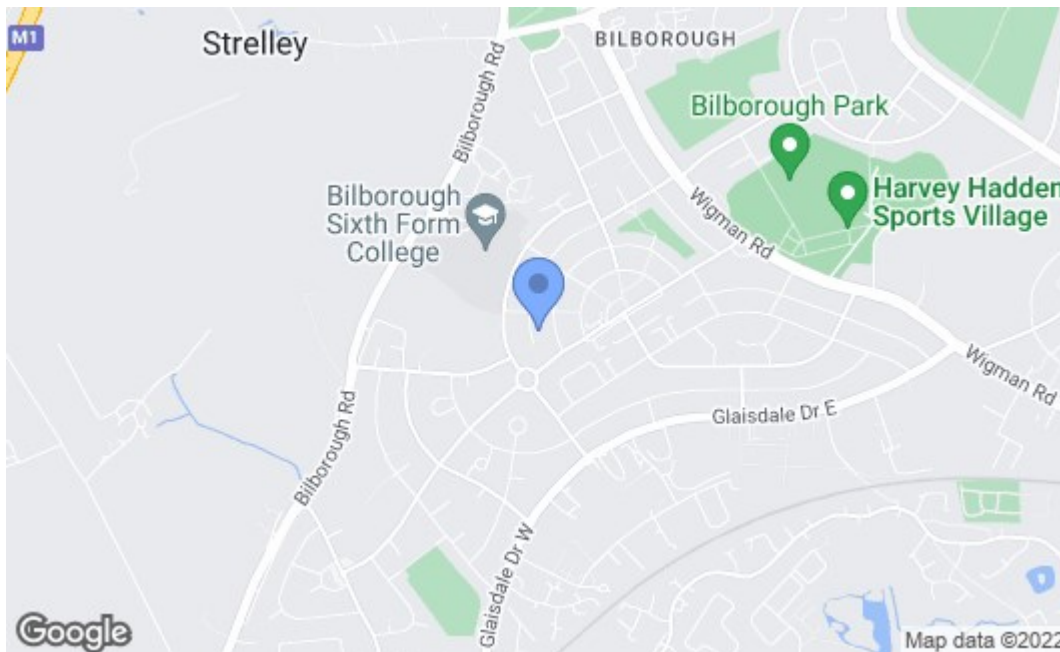 M1
Strelley
Bilborough Rd
BILBOROUGH
Bilborough Park
Harvey Hadden
Sports Village
Bilborough
Sixth Form
College
Wigman Rd
Wigman Rd
Glaisdale Dr E
Bilborough Rd
Glaisdale Dr W
Google
Map data ©2022